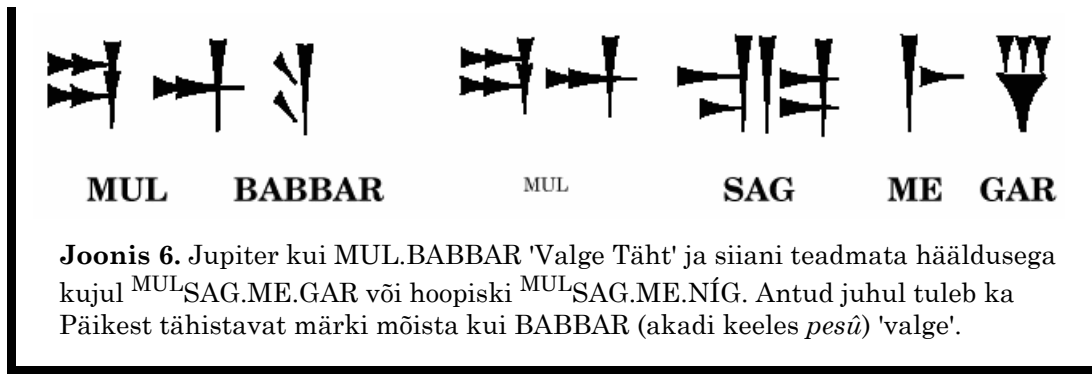 𒀯 𒌓 𒀯 𒊕 𒈨 𒃻
MUL BABBAR MUL SAG ME GAR
Joonis 6. Jupiter kui MUL.BABBAR 'Valge Täht' ja siiani teadmata hääldusega
kujul MULSAG.ME.GAR või hoopiski MULSAG.ME.NÍG. Antud juhul tuleb ka
Päikest tähistavat märki mõista kui BABBAR (akadi keeles pesû) 'valge'.